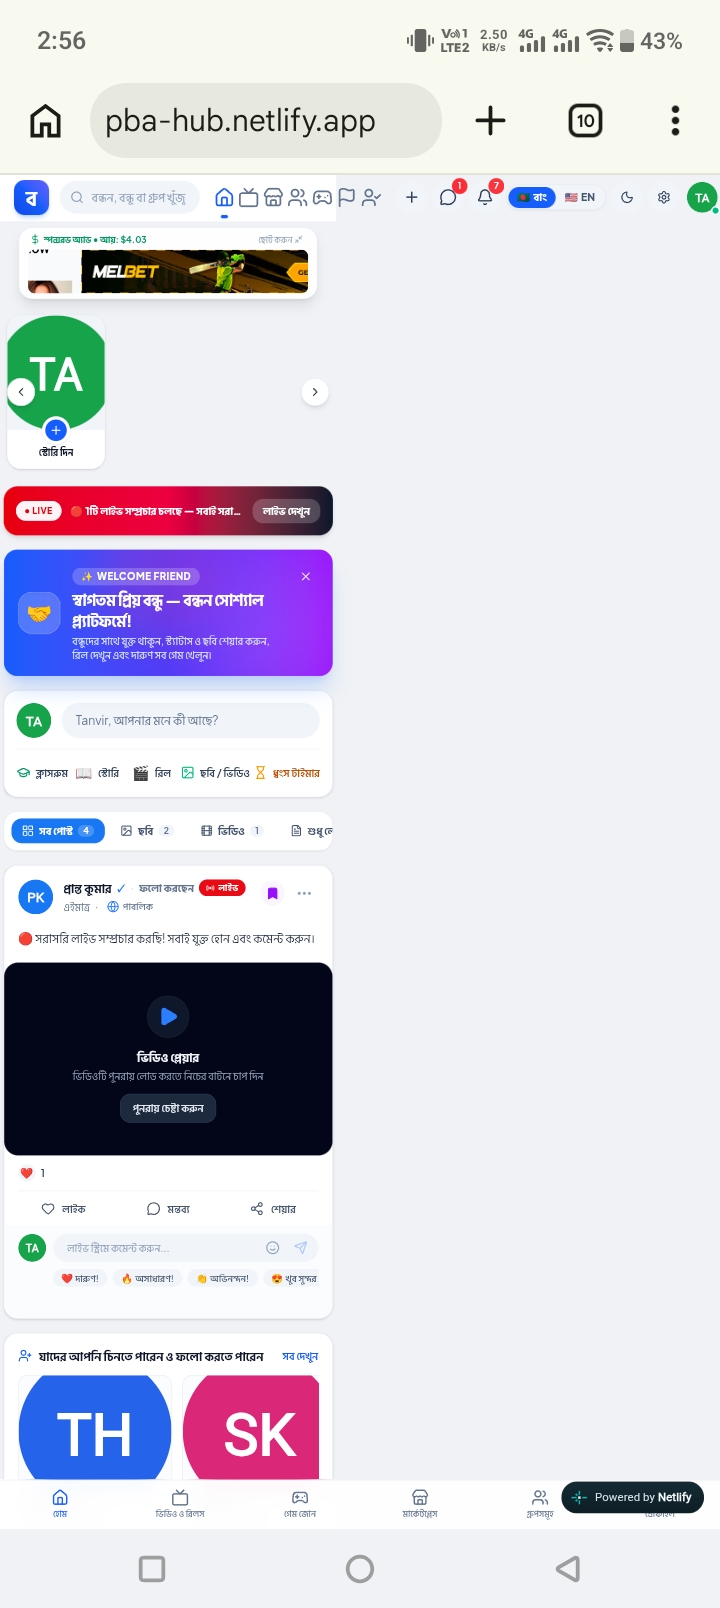 2:56
Vo) 1 LTE2
2.50 KB/s
4G
4G
43%
pba-hub.netlify.app
10
ব
বন্ধন, বন্ধু বা গ্রুপ খুঁজ
1
7
বাং
EN
TA
স্পন্সরড অ্যাড • আয়: $4.03
ছোট করুন
MELBET
GE
TA
স্টোরি দিন
• LIVE
🔴 1টি লাইভ সম্প্রচার চলছে — সবাই সরা...
লাইভ দেখুন
✨ WELCOME FRIEND
স্বাগতম প্রিয় বন্ধু — বন্ধন সোশ্যাল
প্ল্যাটফর্মে!
বন্ধুদের সাথে যুক্ত থাকুন, স্ট্যাটাস ও ছবি শেয়ার করুন,
রিল দেখুন এবং দারুণ সব গেম খেলুন।
TA
Tanvir, আপনার মনে কী আছে?
ক্লাসরুম
স্টোরি
রিল
ছবি / ভিডিও
ধ্বংস টাইমার
সব পোস্ট 4
ছবি 2
ভিডিও 1
শুধু লে
PK
প্রান্ত কুমার ✓ · ফলো করছেন
লাইভ
এইমাত্র ·
পাবলিক
🔴 সরাসরি লাইভ সম্প্রচার করছি! সবাই যুক্ত হোন এবং কমেন্ট করুন।
ভিডিও প্লেয়ার
ভিডিওটি পুনরায় লোড করতে নিচের বাটনে চাপ দিন
পুনরায় চেষ্টা করুন
❤️ 1
লাইক
মন্তব্য
শেয়ার
TA
লাইভ স্ট্রিমে কমেন্ট করুন...
❤️ দারুণ!
🔥 অসাধারণ!
👏 অভিনন্দন!
😍 খুব সুন্দর
যাদের আপনি চিনতে পারেন ও ফলো করতে পারেন
সব দেখুন
TH
SK
হোম
ভিডিও ও রিলস
গেম জোন
মার্কেটপ্লেস
গ্রুপসমূহ
Powered by Netlify